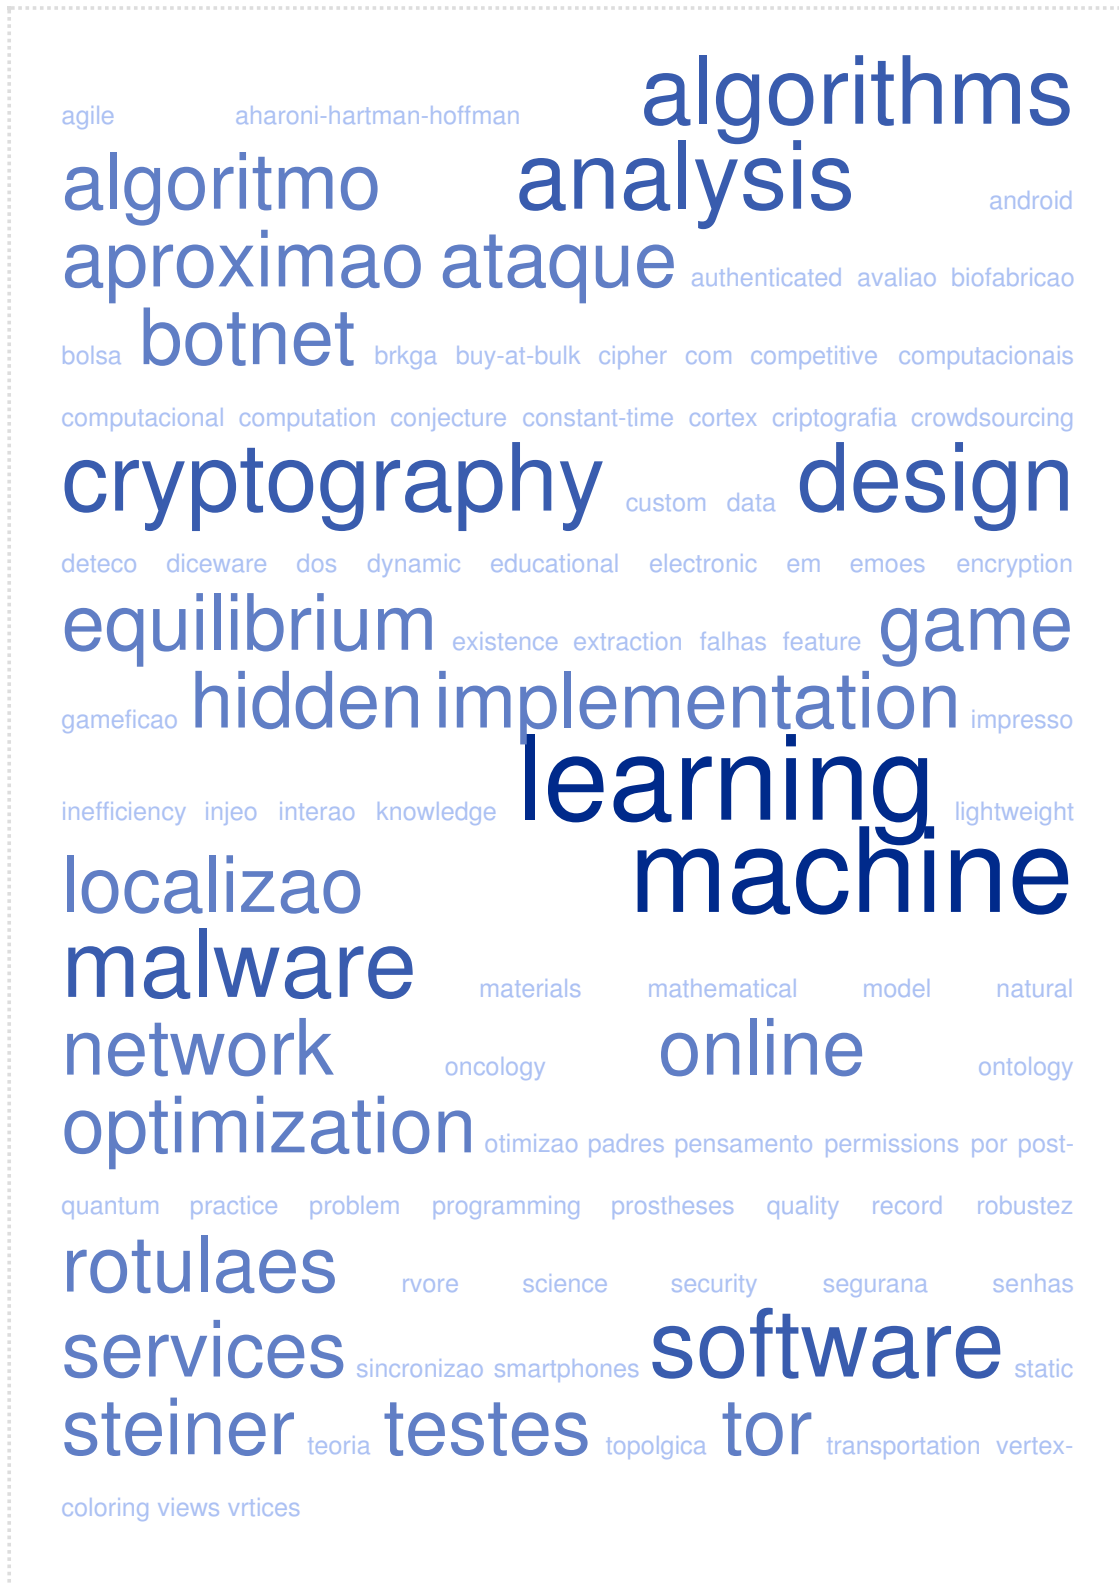 agile aharoni-hartman-hoffman algorithms
algoritmo analysis android
aproximao ataque authenticated avaliao biofabricao
bolsa botnet brkga buy-at-bulk cipher com competitive computacionais
computacional computation conjecture constant-time cortex criptografia crowdsourcing
cryptography custom data design
deteco diceware dos dynamic educational electronic em emoes encryption
equilibrium existence extraction falhas feature game
gameficao hidden implementation impresso
inefficiency injeo interao knowledge learning lightweight
localizao machine
malware materials mathematical model natural
network oncology online ontology
optimization otimizao padres pensamento permissions por post-
quantum practice problem programming prostheses quality record robustez
rotulaes rvore science security segurana senhas
services sincronizao smartphones software static
steiner teoria testes topolgica tor transportation vertex-
coloring views vrtices